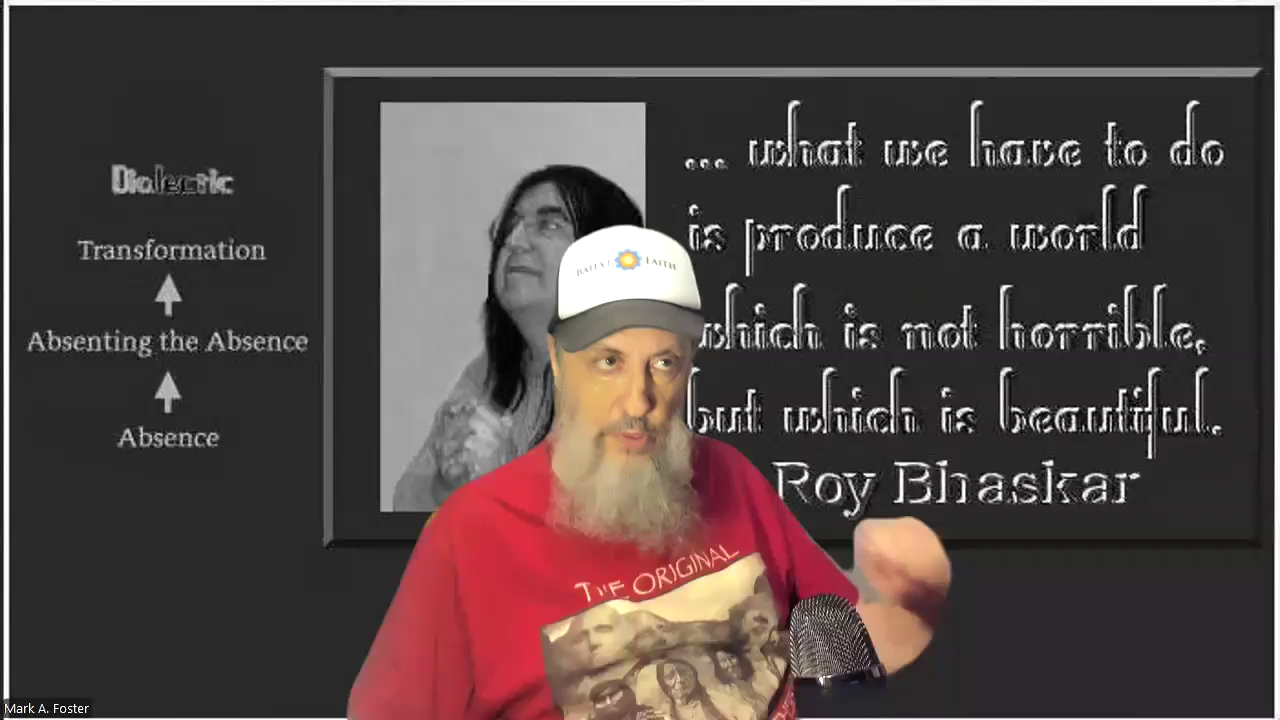 Dialectic
Transformation
Absenting the Absence
Absence
... what we have to do
is produce a world
which is not horrible,
but which is beautiful.
Roy Bhaskar
BAHA'I FAITH
THE ORIGINAL
Mark A. Foster